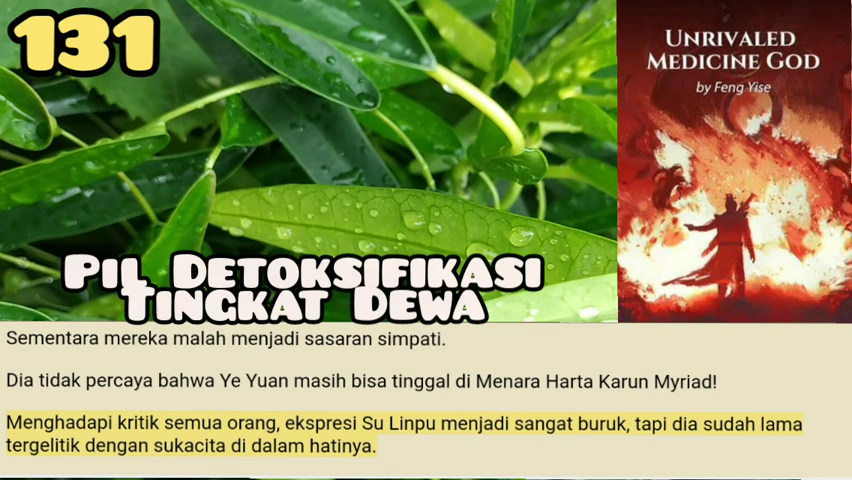 131
UNRIVALED
MEDICINE GOD
by Feng Yise
PIL DETOKSIFIKASI
TINGKAT DEWA
Sementara mereka malah menjadi sasaran simpati.
Dia tidak percaya bahwa Ye Yuan masih bisa tinggal di Menara Harta Karun Myriad!
Menghadapi kritik semua orang, ekspresi Su Linpu menjadi sangat buruk, tapi dia sudah lama
tergelitik dengan sukacita di dalam hatinya.